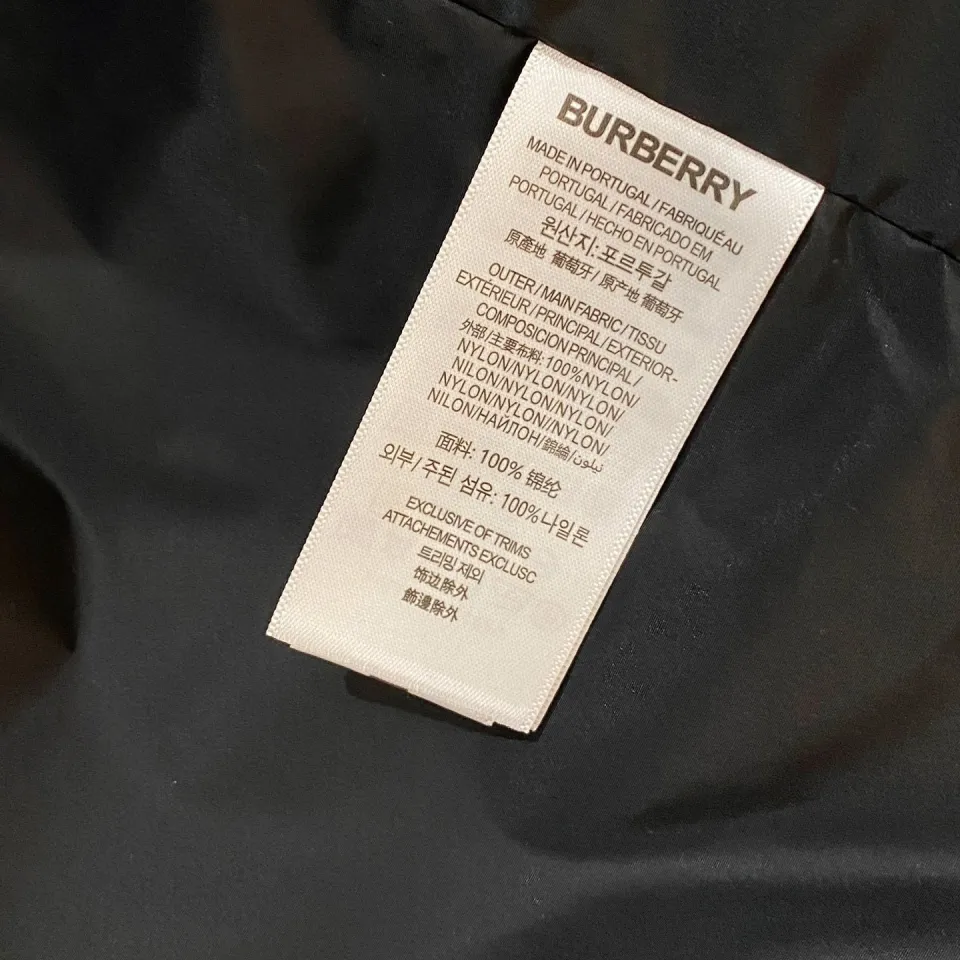 BURBERRY
MADE IN PORTUGAL / FABRIQUÉ AU
PORTUGAL / FABRICADO EM
PORTUGAL / HECHO EN PORTUGAL
원산지: 포르투갈
原產地 葡萄牙 / 原产地 葡萄牙
OUTER / MAIN FABRIC / TISSU
EXTÉRIEUR / PRINCIPAL / EXTERIOR-
COMPOSICION PRINCIPAL /
外部/主要布料:100%NYLON/
NYLON/NYLON/NYLON/
NILON/NYLON/NYLON/
NYLON/NYLON//NYLON/
NILON/НАЙЛОН/錦綸/نيلون
面料: 100% 锦纶
외부 / 주된 섬유: 100%나일론
EXCLUSIVE OF TRIMS
ATTACHEMENTS EXCLUSC
트리밍 제외
饰边除外
飾邊除外